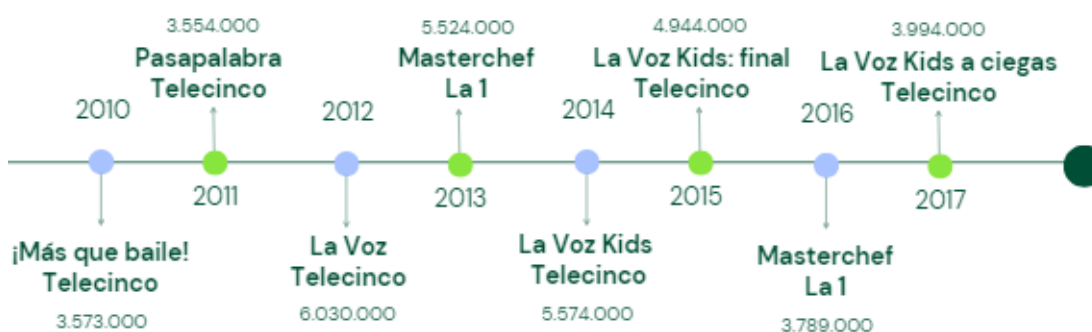 3.554.000
Pasapalabra
Telecinco
5.524.000
Masterchef
La 1
4.944.000
La Voz Kids: final
Telecinco
3.994.000
La Voz Kids a ciegas
Telecinco
2010
2012
2014
2016
2011
2013
2015
2017
¡Más que baile!
Telecinco
3.573.000
La Voz
Telecinco
6.030.000
La Voz Kids
Telecinco
5.574.000
Masterchef
La 1
3.789.000